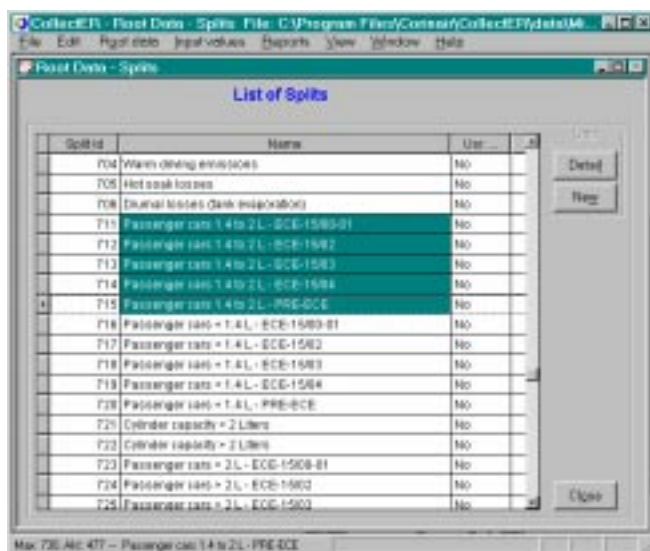 CollectER - Root Data - Splits File: C:\Program Files\Corinair\CollectER\data\M
File Edit Root data Input values Reports View Window Help
Root Data - Splits
List of Splits
Split id Name Use ...
704 Warm driving emissions No
705 Hot soak losses No
706 Diurnal losses (tank evaporation) No
711 Passenger cars 1.4 to 2 L - ECE-15/00-01 No
712 Passenger cars 1.4 to 2 L - ECE-15/02 No
713 Passenger cars 1.4 to 2 L - ECE-15/03 No
714 Passenger cars 1.4 to 2 L - ECE-15/04 No
715 Passenger cars 1.4 to 2 L - PRE-ECE No
716 Passenger cars < 1.4 L - ECE-15/00-01 No
717 Passenger cars < 1.4 L - ECE-15/02 No
718 Passenger cars < 1.4 L - ECE-15/03 No
719 Passenger cars < 1.4 L - ECE-15/04 No
720 Passenger cars < 1.4 L - PRE-ECE No
721 Cylinder capacity < 2 Liters No
722 Cylinder capacity > 2 Liters No
723 Passenger cars > 2 L - ECE-15/00-01 No
724 Passenger cars > 2 L - ECE-15/02 No
725 Passenger cars > 2 L - ECE-15/03 No
Detail
New
Close
Max: 730 Akt: 477 -- Passenger cars 1.4 to 2 L - PRE-ECE